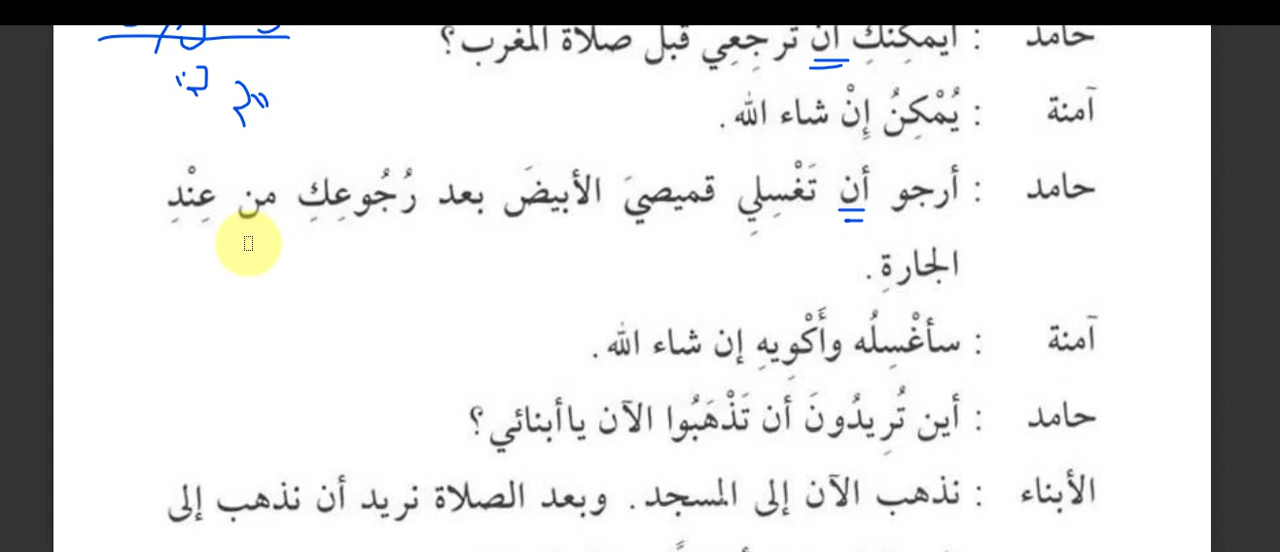 حامد : أيمكِنُكِ أن ترجِعِي قبل صلاة المغرب؟
آمنة : يُمْكِنُ إِنْ شاء الله .
حامد : أرجو أن تَغْسِلِي قميصيَ الأبيضَ بعد رُجُوعِكِ من عِنْدِ
الجارةِ .
آمنة : سأغْسِلُه وأَكْوِيهِ إن شاء الله .
حامد : أين تُرِيدُونَ أن تَذْهَبُوا الآن ياأبنائي ؟
الأبناء : نذهب الآن إلى المسجد . وبعد الصلاة نريد أن نذهب إلى